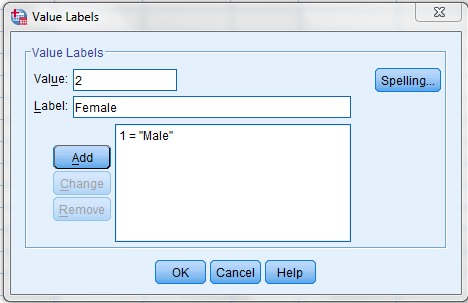 Value Labels
Value Labels
Value: 2
Spelling...
Label: Female
1 = "Male"
Add
Change
Remove
OK Cancel Help